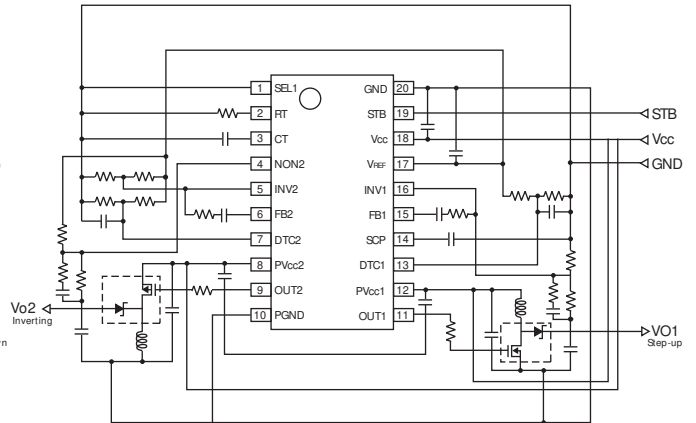 1 SEL1
2 RT
3 CT
4 NON2
5 INV2
6 FB2
7 DTC2
8 PVcc2
9 OUT2
10 PGND
GND 20
STB 19
Vcc 18
VREF 17
INV1 16
FB1 15
SCP 14
DTC1 13
PVcc1 12
OUT1 11
STB
Vcc
GND
Vo2
Inverting
VO1
Step-up